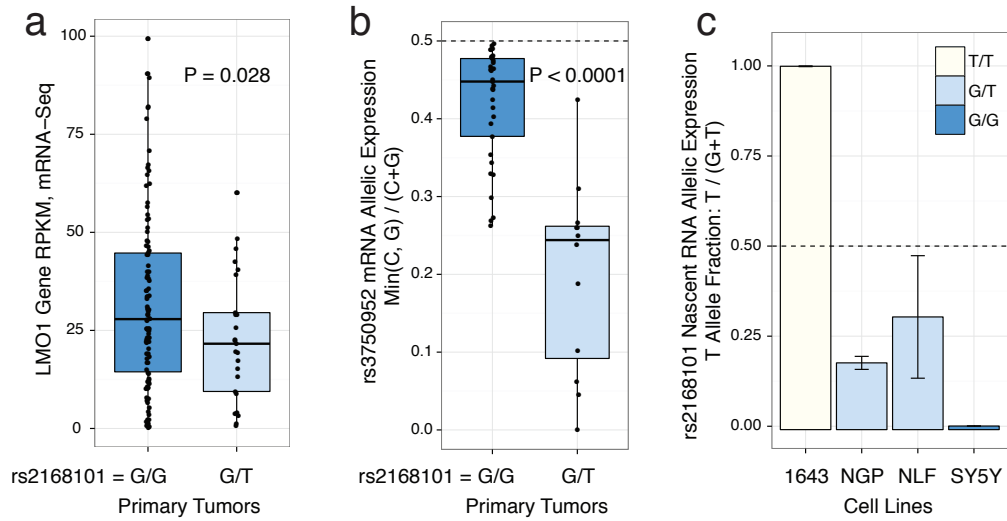 a
LMO1 Gene RPKM, mRNA−Seq
100
75
50
25
0
P = 0.028
rs2168101 = G/G
G/T
Primary Tumors
b
rs3750952 mRNA Allelic Expression
Min(C, G) / (C+G)
0.5
0.4
0.3
0.2
0.1
0.0
P < 0.0001
G/G
G/T
Primary Tumors
c
rs2168101 Nascent RNA Allelic Expression
T Allele Fraction: T / (G+T)
1.00
0.75
0.50
0.25
0.00
T/T
G/T
G/G
1643 NGP NLF SY5Y
Cell Lines